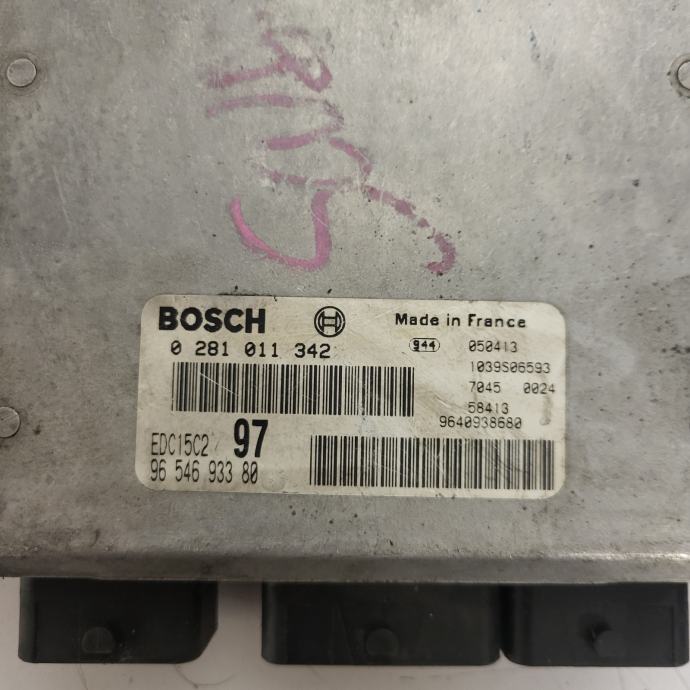 BOSCH
Made in France
0 281 011 342
944 050413
1039S06593
7045 0024
58413
9640938680
EDC15C2 97
96 546 933 80